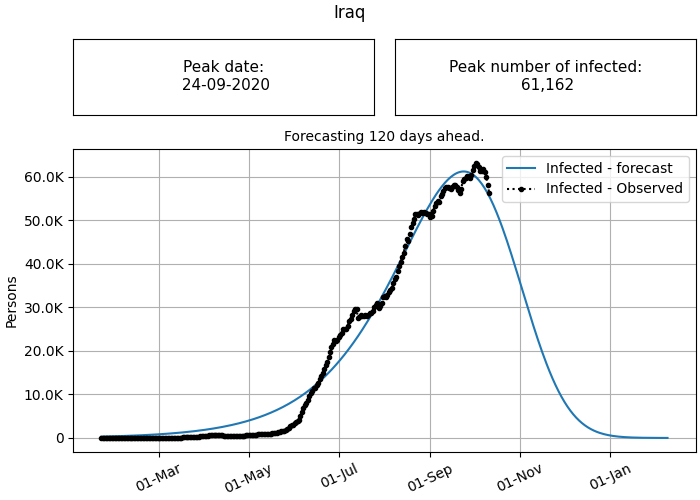 Iraq
Peak date:
24-09-2020
Peak number of infected:
61,162
Forecasting 120 days ahead.
Infected - forecast
Infected - Observed
Persons
60.0K
50.0K
40.0K
30.0K
20.0K
10.0K
0
01-Mar
01-May
01-Jul
01-Sep
01-Nov
01-Jan